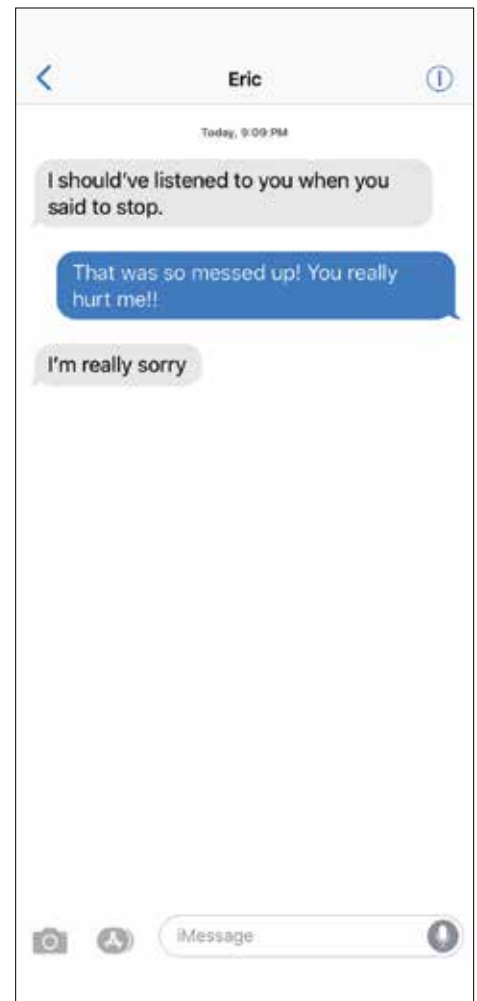 Eric
Today, 9:09 PM
I should've listened to you when you
said to stop.
That was so messed up! You really
hurt me!!
I'm really sorry
iMessage